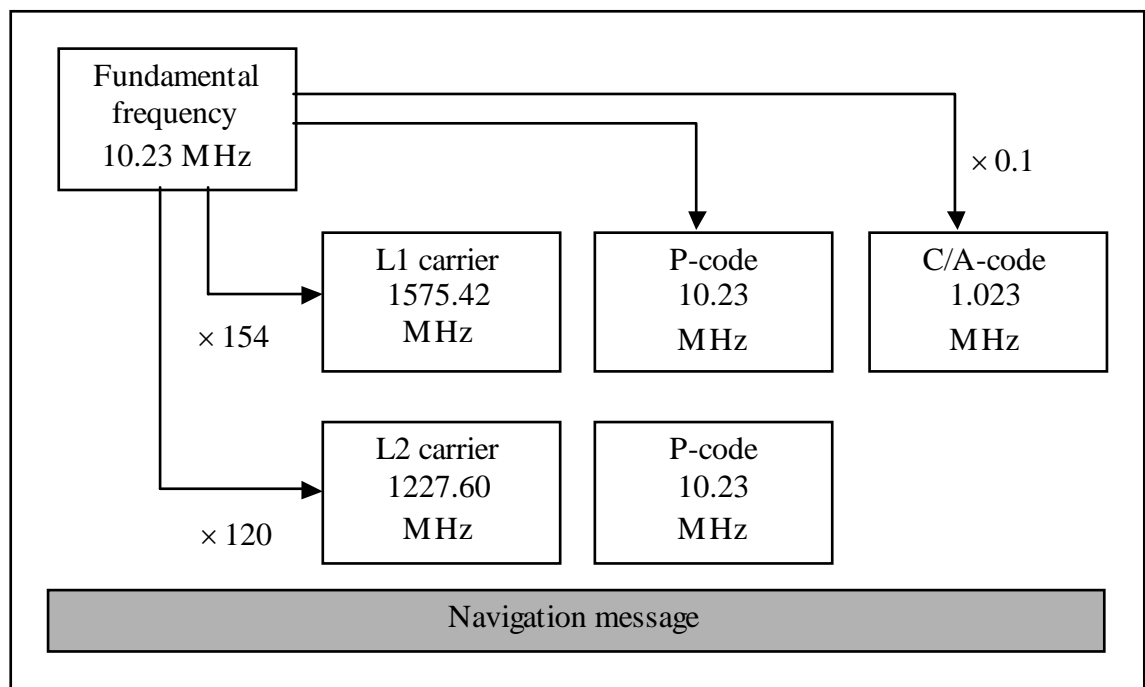 Fundamental
frequency
10.23 MHz
× 0.1
L1 carrier
1575.42
MHz
P-code
10.23
MHz
C/A-code
1.023
MHz
× 154
L2 carrier
1227.60
MHz
P-code
10.23
MHz
× 120
Navigation message